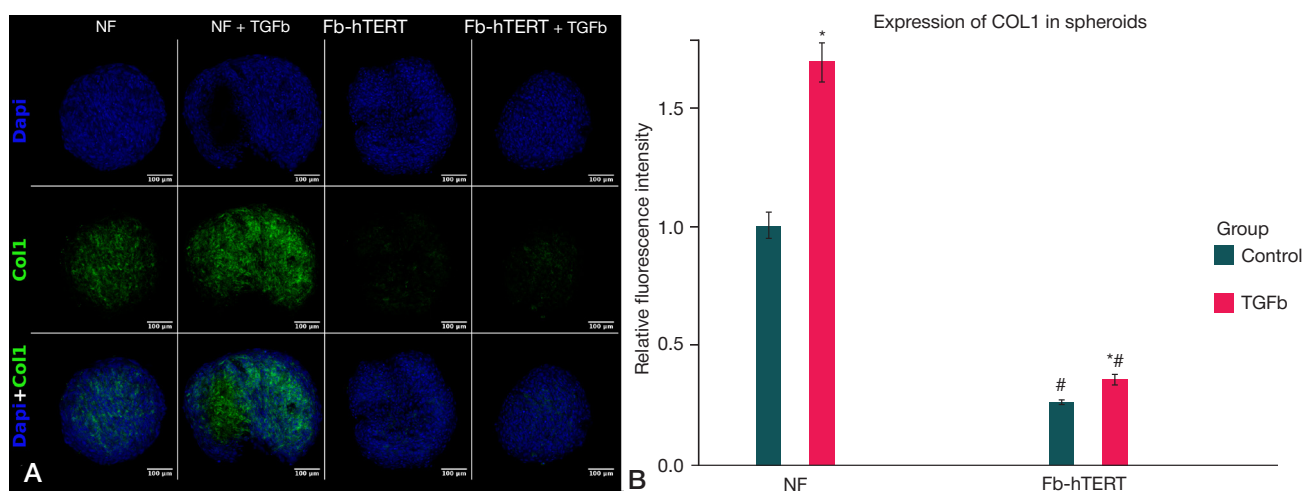 NF
NF + TGFb
Fb-hTERT
Fb-hTERT + TGFb
Dapi
100 µm
100 µm
100 µm
100 µm
Col1
100 µm
100 µm
100 µm
100 µm
Dapi+Col1
100 µm
100 µm
100 µm
100 µm
A
Expression of COL1 in spheroids
Relative fluorescence intensity
1.5
1.0
0.5
0.0
*
#
*#
NF
Fb-hTERT
Group
Control
TGFb
B